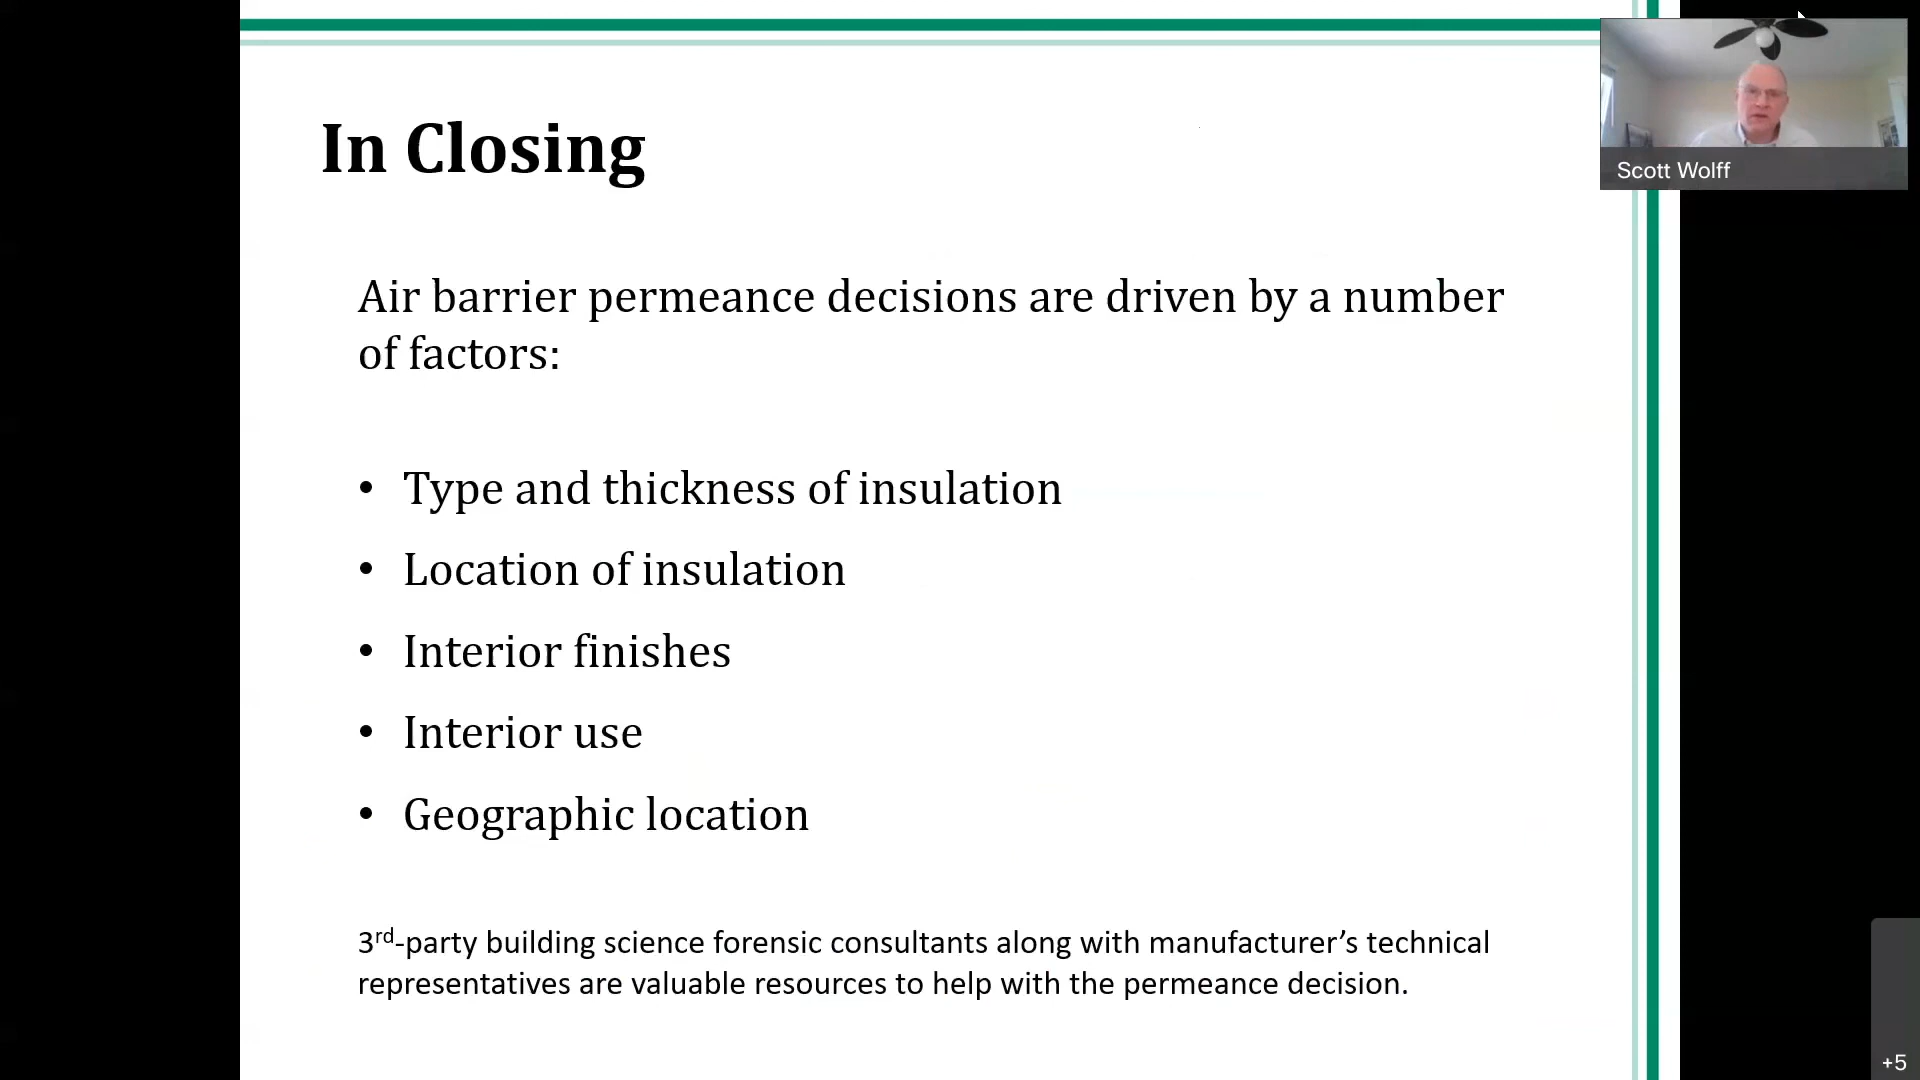 In Closing
Scott Wolff
Air barrier permeance decisions are driven by a number
of factors:
• Type and thickness of insulation
• Location of insulation
• Interior finishes
• Interior use
• Geographic location
3rd-party building science forensic consultants along with manufacturer’s technical
representatives are valuable resources to help with the permeance decision.
+5